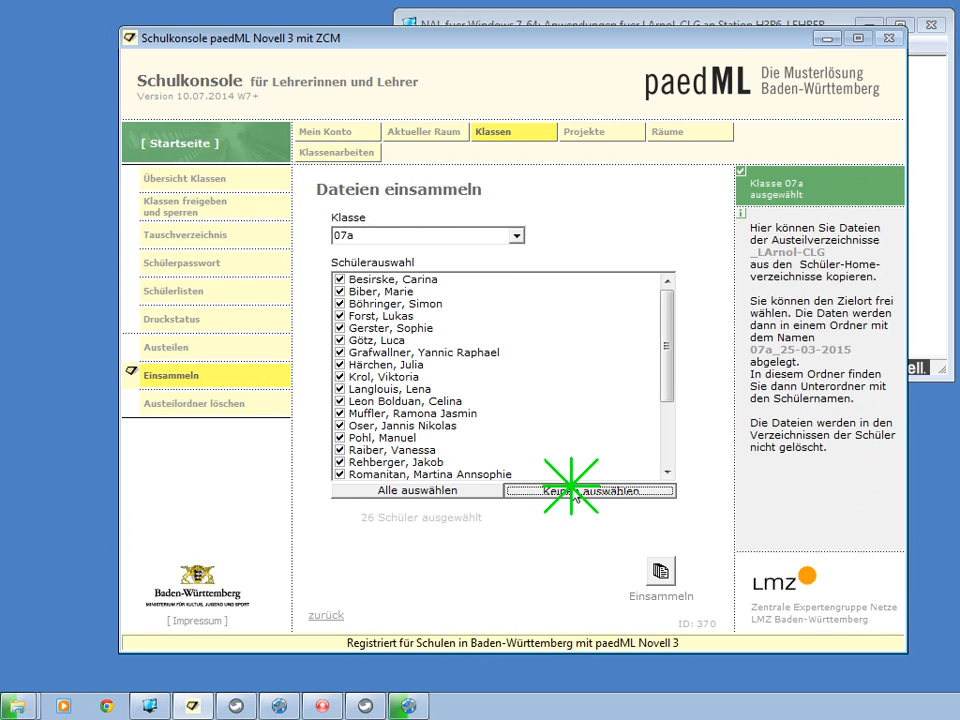 NAL fuer Windows 7-64: Anwendungen fuer LArnol-CLG an Station H3P6-LEHRER
Schulkonsole paedML Novell 3 mit ZCM
Schulkonsole für Lehrerinnen und Lehrer
Version 10.07.2014 W7+
paedML Die Musterlösung
Baden-Württemberg
[ Startseite ]
Mein Konto
Aktueller Raum
Klassen
Projekte
Räume
Klassenarbeiten
Übersicht Klassen
Klassen freigeben
und sperren
Tauschverzeichnis
Schülerpasswort
Schülerlisten
Druckstatus
Austeilen
Einsammeln
Austeilordner löschen
Dateien einsammeln
Klasse
07a
Schülerauswahl
Besirske, Carina
Biber, Marie
Böhringer, Simon
Forst, Lukas
Gerster, Sophie
Götz, Luca
Grafwallner, Yannic Raphael
Härchen, Julia
Krol, Viktoria
Langlouis, Lena
Leon Bolduan, Celina
Muffler, Ramona Jasmin
Oser, Jannis Nikolas
Pohl, Manuel
Raiber, Vanessa
Rehberger, Jakob
Romanitan, Martina Annsophie
Alle auswählen
Keinen auswählen
26 Schüler ausgewählt
Einsammeln
zurück
ID: 370
Klasse 07a
ausgewählt
Hier können Sie Dateien
der Austeilverzeichnisse
_LArnol-CLG
aus den Schüler-Home-
verzeichnisse kopieren.
Sie können den Zielort frei
wählen. Die Daten werden
dann in einem Ordner mit
dem Namen
07a_25-03-2015
abgelegt.
In diesem Ordner finden
Sie dann Unterordner mit
den Schülernamen.
Die Dateien werden in den
Verzeichnissen der Schüler
nicht gelöscht.
ell.
Baden-Württemberg
MINISTERIUM FÜR KULTUS, JUGEND UND SPORT
[ Impressum ]
LMZ
Zentrale Expertengruppe Netze
LMZ Baden-Württemberg
Registriert für Schulen in Baden-Württemberg mit paedML Novell 3